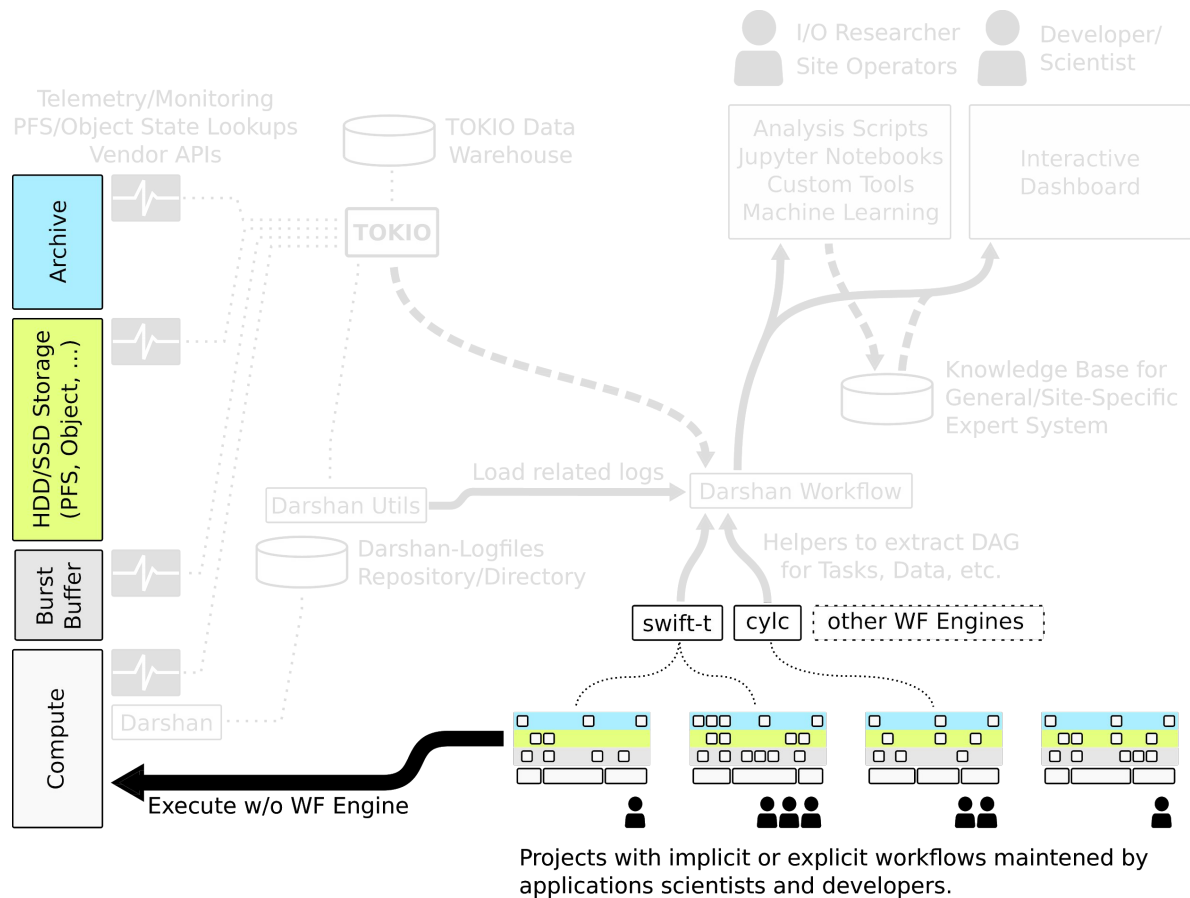 I/O Researcher
Site Operators
Developer/
Scientist
Telemetry/Monitoring
PFS/Object State Lookups
Vendor APIs
TOKIO Data
Warehouse
Analysis Scripts
Jupyter Notebooks
Custom Tools
Machine Learning
Interactive
Dashboard
Archive
TOKIO
HDD/SSD Storage
(PFS, Object, ...)
Knowledge Base for
General/Site-Specific
Expert System
Load related logs
Darshan Utils
Darshan Workflow
Darshan-Logfiles
Repository/Directory
Helpers to extract DAG
for Tasks, Data, etc.
Burst
Buffer
swift-t
cylc
other WF Engines
Compute
Darshan
Execute w/o WF Engine
Projects with implicit or explicit workflows maintened by
applications scientists and developers.